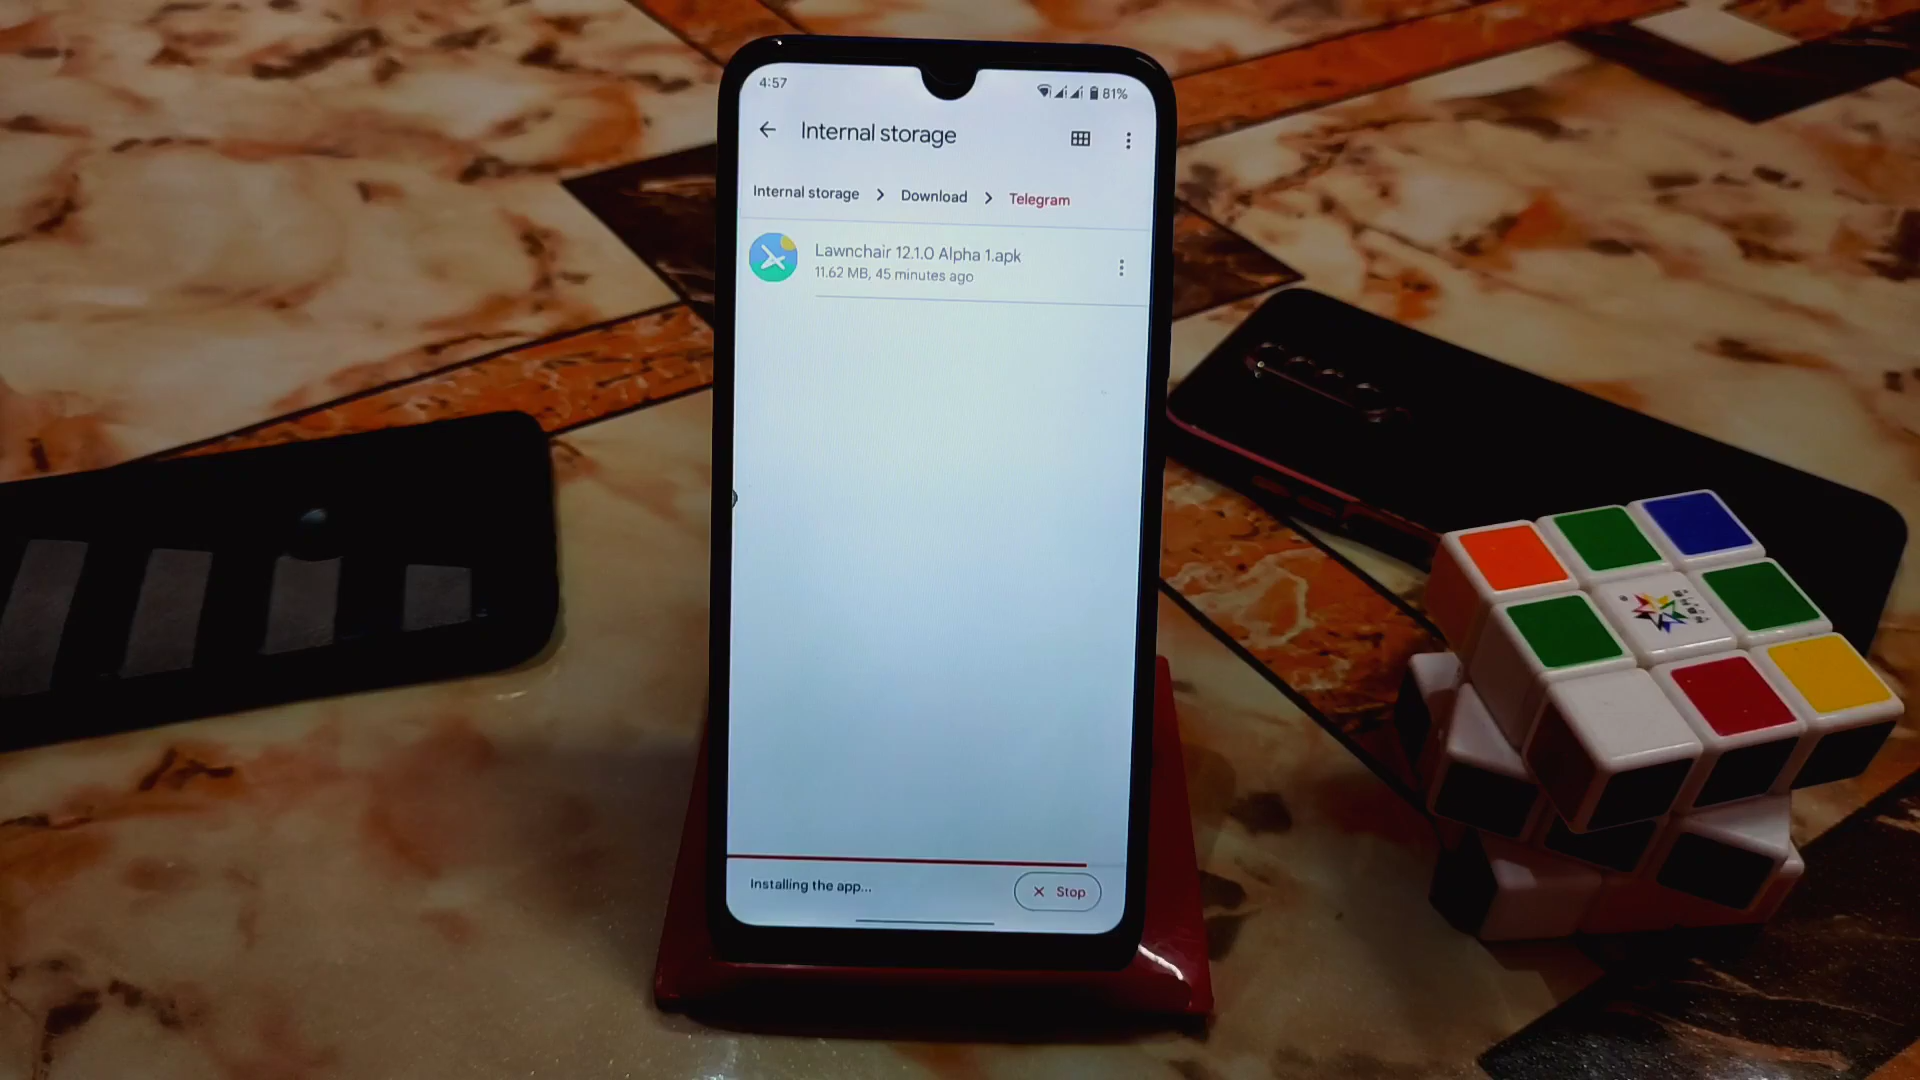 4:57
81%
Internal storage
Internal storage > Download > Telegram
Lawnchair 12.1.0 Alpha 1.apk
11.62 MB, 45 minutes ago
Installing the app...
× Stop